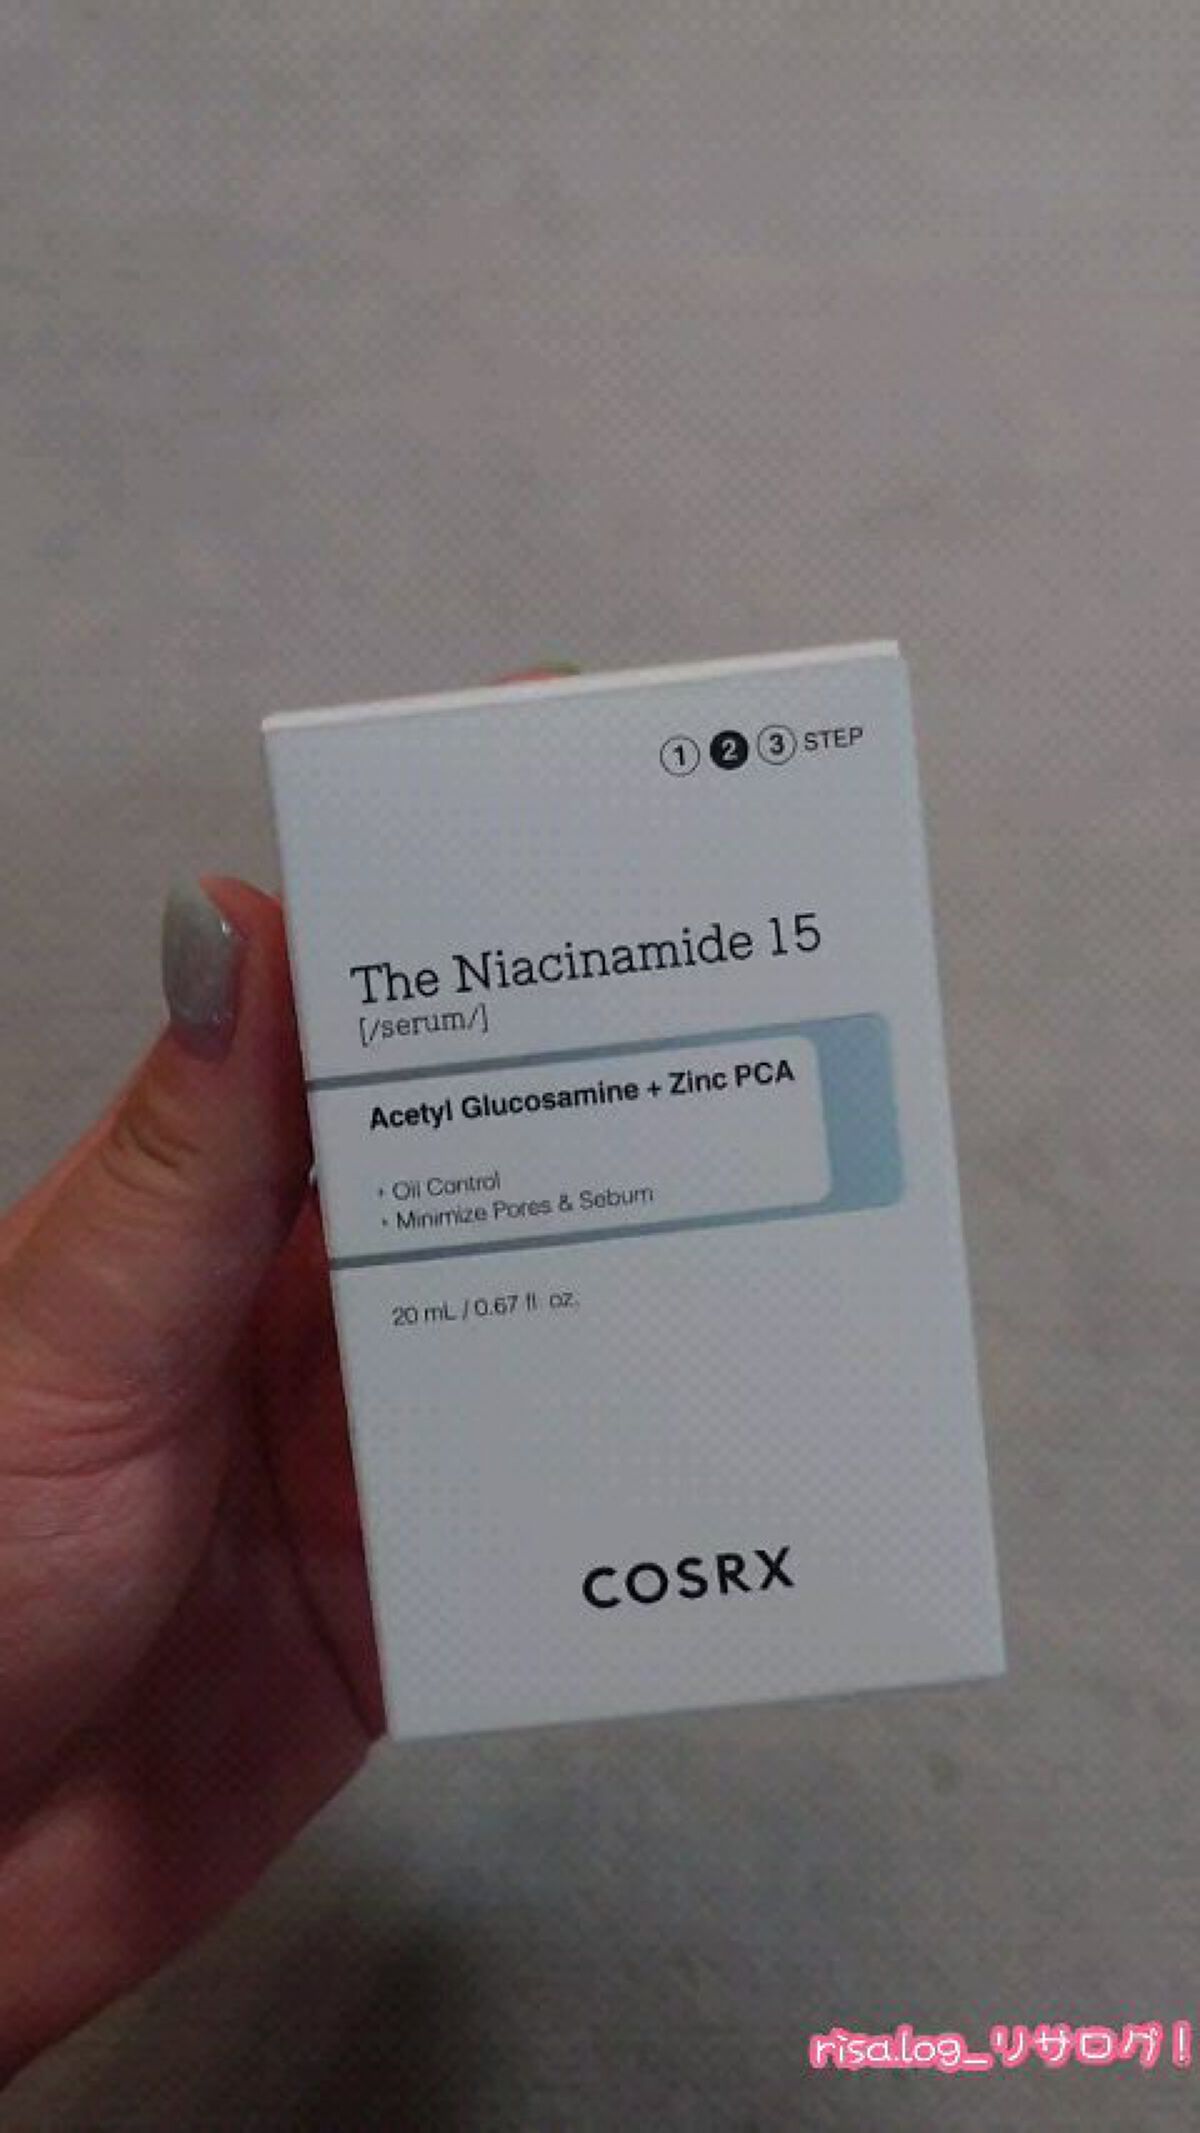 ① ② ③ STEP
The Niacinamide 15
[/serum/]
Acetyl Glucosamine + Zinc PCA
• Oil Control
• Minimize Pores & Sebum
20 mL / 0.67 fl. oz.
COSRX
risa.log_リサログ！